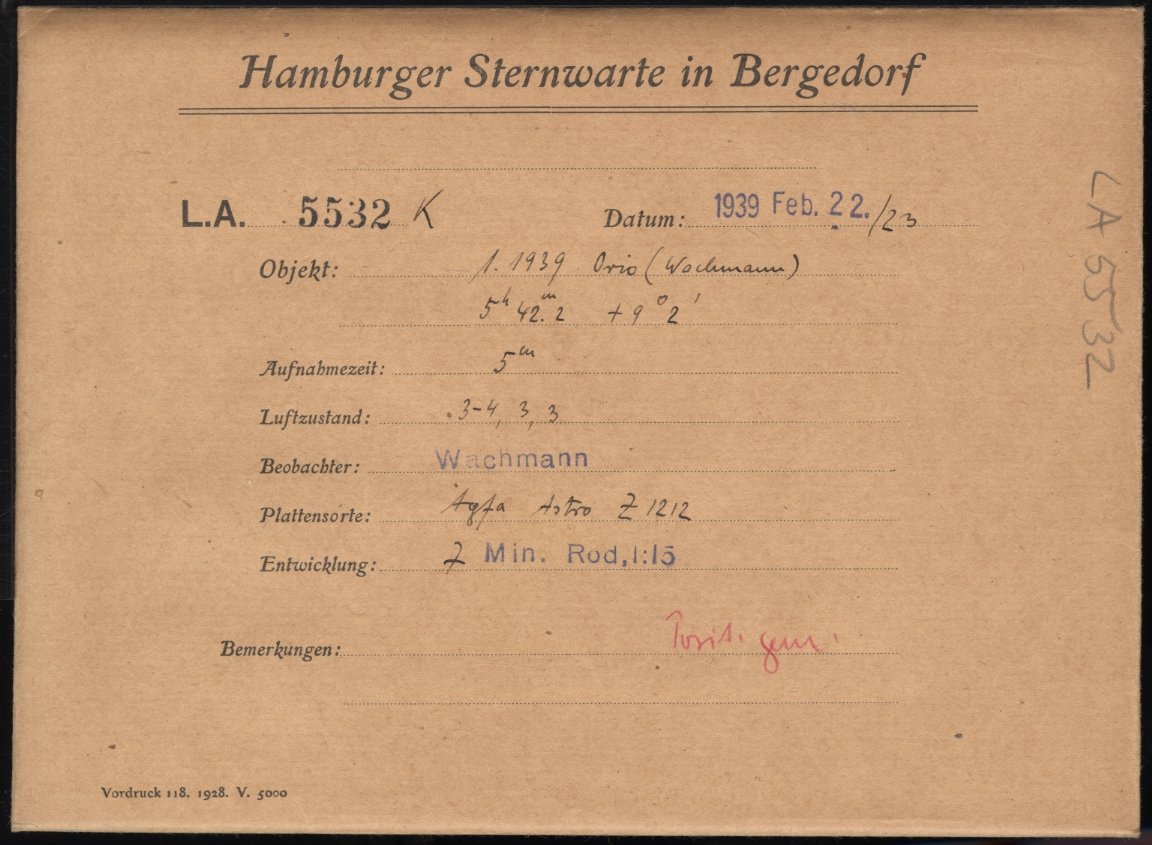 Hamburger Sternwarte in Bergedorf
L.A. 5532 K Datum: 1939 Feb. 22./23
Objekt: 1. 1939 Orio (Wachmann)
5ʰ 42.ᵐ2 +9° 2'
Aufnahmezeit: 5ᵐ
Luftzustand: 3-4, 3, 3
Beobachter: Wachmann
Plattensorte: Agfa Astro Z 1212
Entwicklung: 7 Min. Rod, 1:15
Bemerkungen: Posit. gem.
Vordruck 118. 1928. V. 5000
LA 5532